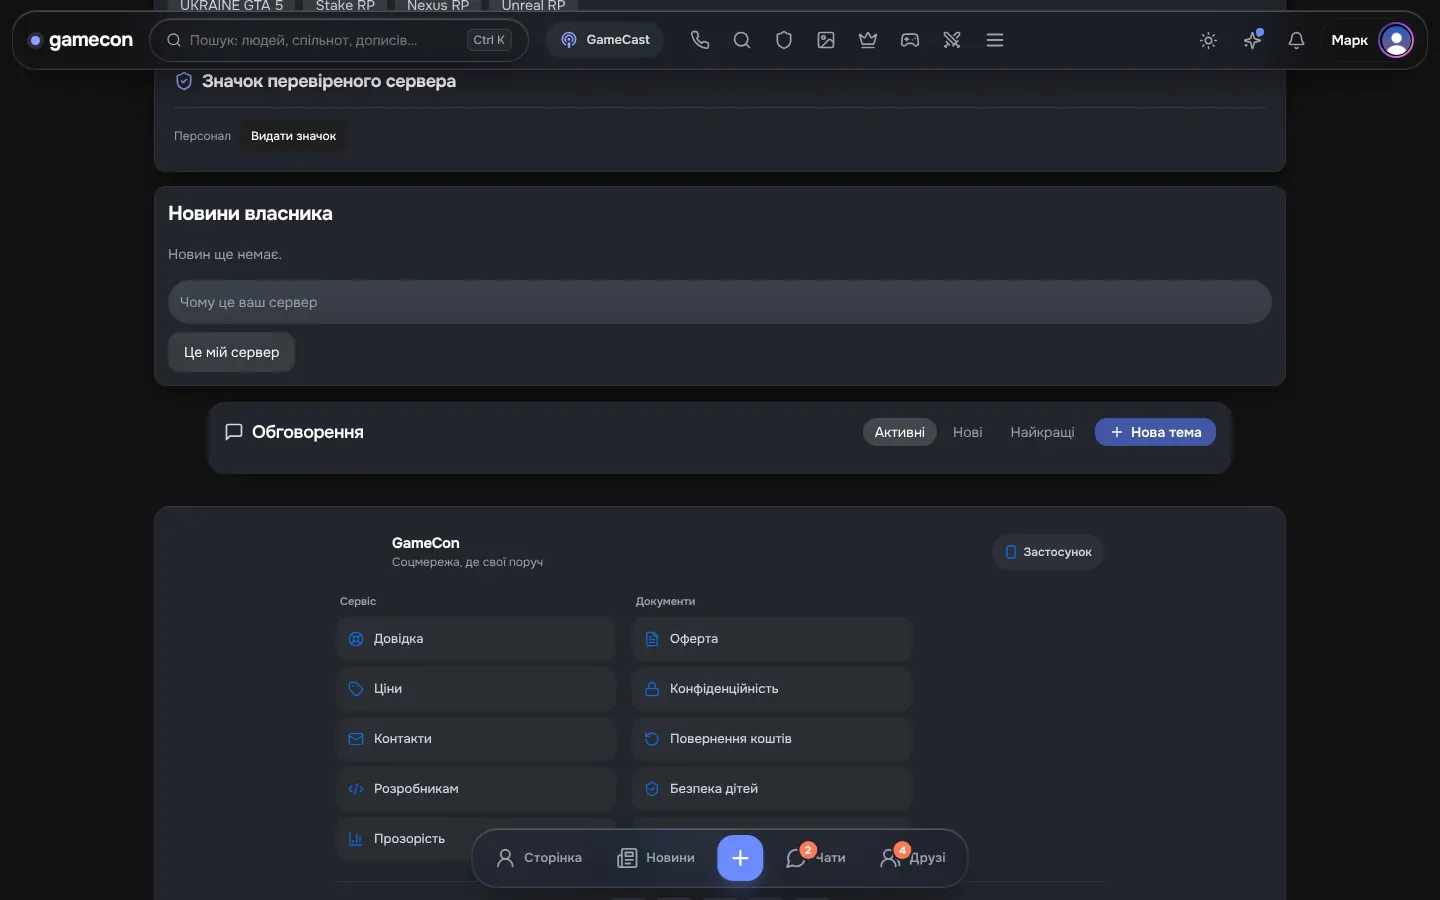 UKRAINE GTA 5 Stake RP Nexus RP Unreal RP
gamecon Пошук: людей, спільнот, дописів... Ctrl K GameCast Марк
Значок перевіреного сервера
Персонал Видати значок
Новини власника
Новин ще немає.
Чому це ваш сервер
Це мій сервер
Обговорення Активні Нові Найкращі + Нова тема
GameCon
Соцмережа, де свої поруч
Застосунок
Сервіс Документи
Довідка Оферта
Ціни Конфіденційність
Контакти Повернення коштів
Розробникам Безпека дітей
Прозорість
Сторінка Новини + 2 Чати 4 Друзі